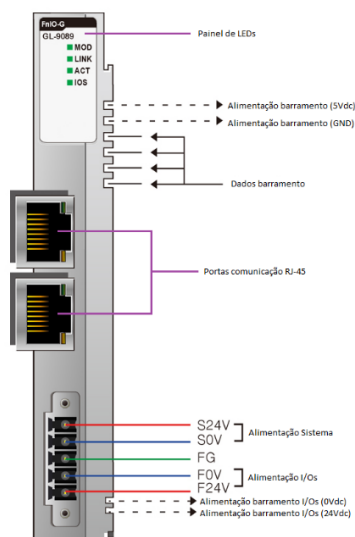 FnIO-G
GL-9089
MOD
LINK
ACT
IOS
Painel de LEDs
Alimentação barramento (5Vdc)
Alimentação barramento (GND)
Dados barramento
Portas comunicação RJ-45
S24V
S0V
Alimentação Sistema
FG
F0V
F24V
Alimentação I/Os
Alimentação barramento I/Os (0Vdc)
Alimentação barramento I/Os (24Vdc)